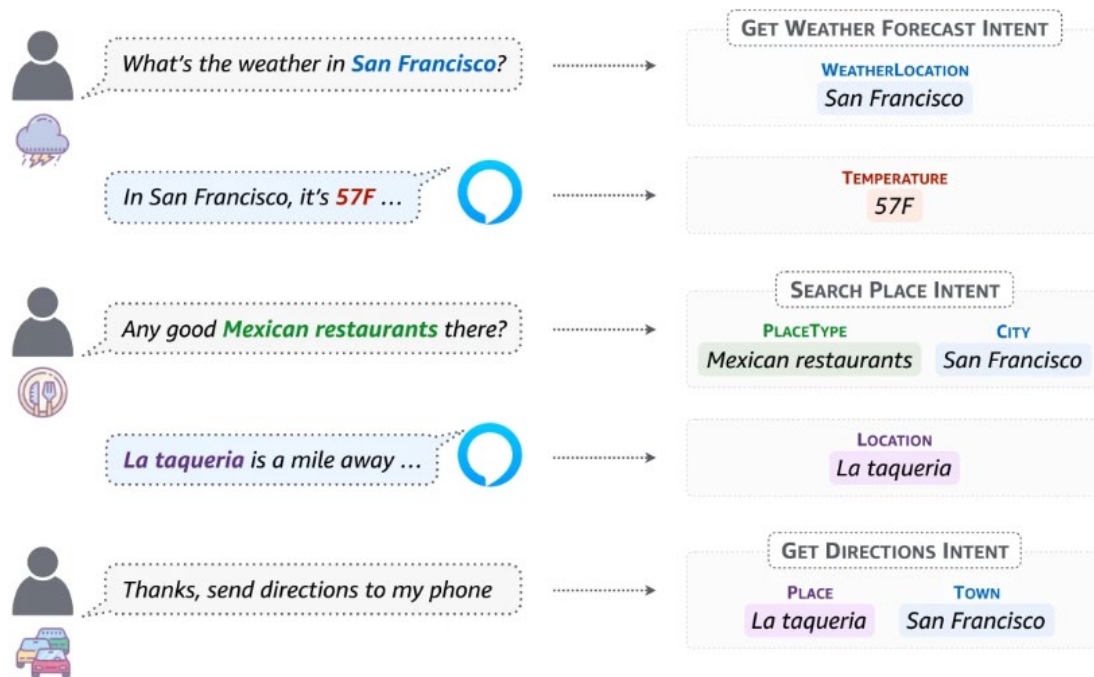 GET WEATHER FORECAST INTENT
What's the weather in San Francisco?
WEATHERLOCATION
San Francisco
In San Francisco, it's 57F ...
TEMPERATURE
57F
SEARCH PLACE INTENT
Any good Mexican restaurants there?
PLACETYPE CITY
Mexican restaurants San Francisco
La taqueria is a mile away ...
LOCATION
La taqueria
GET DIRECTIONS INTENT
Thanks, send directions to my phone
PLACE TOWN
La taqueria San Francisco